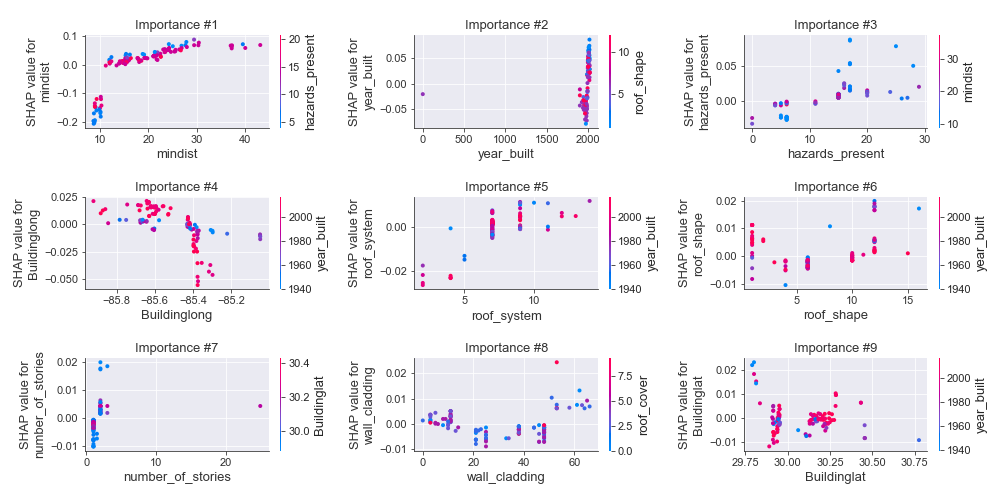 Importance #1
Importance #2
Importance #3
0.1
0.0
−0.1
−0.2
SHAP value for
mindist
10
20
30
40
mindist
20
15
10
5
hazards_present
0.05
0.00
−0.05
SHAP value for
year_built
0
500
1000
1500
2000
year_built
10
5
roof_shape
0.05
0.00
SHAP value for
hazards_present
0
10
20
30
hazards_present
30
20
10
mindist
Importance #4
Importance #5
Importance #6
0.025
0.000
−0.025
−0.050
SHAP value for
Buildinglong
−85.8
−85.6
−85.4
−85.2
Buildinglong
2000
1980
1960
1940
year_built
0.00
−0.02
SHAP value for
roof_system
5
10
roof_system
2000
1980
1960
1940
year_built
0.02
0.01
0.00
−0.01
SHAP value for
roof_shape
5
10
15
roof_shape
2000
1980
1960
1940
year_built
Importance #7
Importance #8
Importance #9
0.02
0.01
0.00
−0.01
SHAP value for
number_of_stories
0
10
20
number_of_stories
30.4
30.2
30.0
Buildinglat
0.02
0.01
0.00
−0.01
SHAP value for
wall_cladding
0
20
40
60
wall_cladding
7.5
5.0
2.5
0.0
roof_cover
0.02
0.01
0.00
−0.01
SHAP value for
Buildinglat
29.75
30.00
30.25
30.50
30.75
Buildinglat
2000
1980
1960
1940
year_built